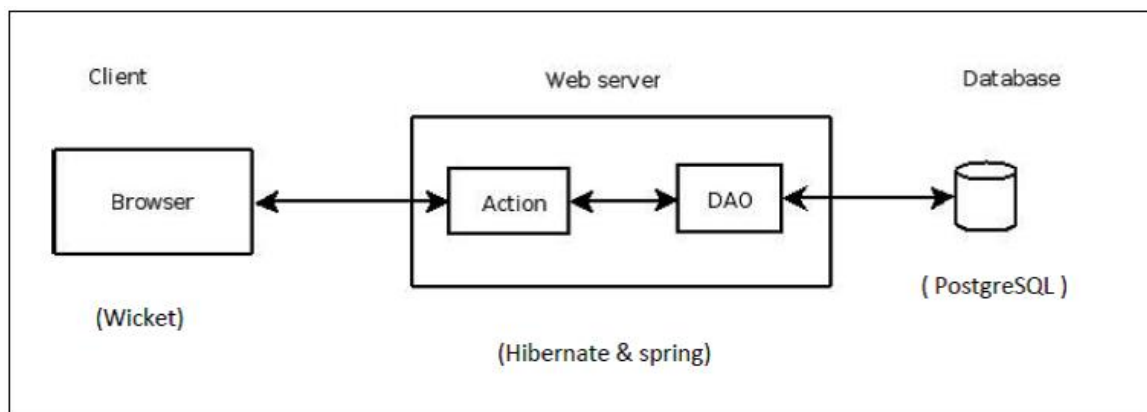 Client
Web server
Database
Browser
Action
DAO
(Wicket)
(Hibernate & spring)
( PostgreSQL )